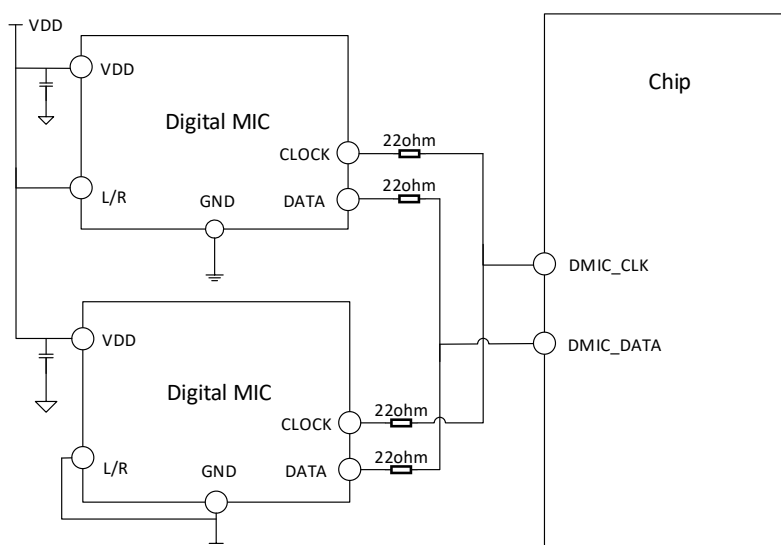 VDD
VDD
Chip
Digital MIC
CLOCK
22ohm
L/R
GND
DATA
22ohm
DMIC_CLK
VDD
DMIC_DATA
Digital MIC
CLOCK
22ohm
L/R
GND
DATA
22ohm